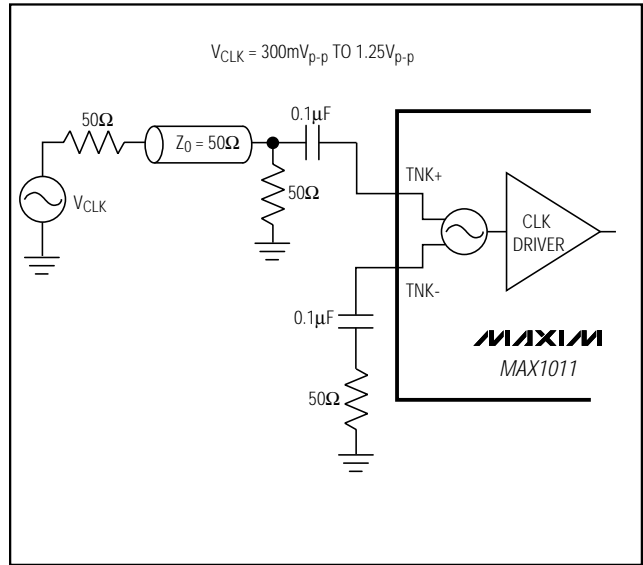 V_CLK = 300mV_p-p TO 1.25V_p-p
50Ω
Z_0 = 50Ω
0.1µF
50Ω
V_CLK
TNK+
CLK
DRIVER
TNK-
0.1µF
50Ω
MAXIM
MAX1011